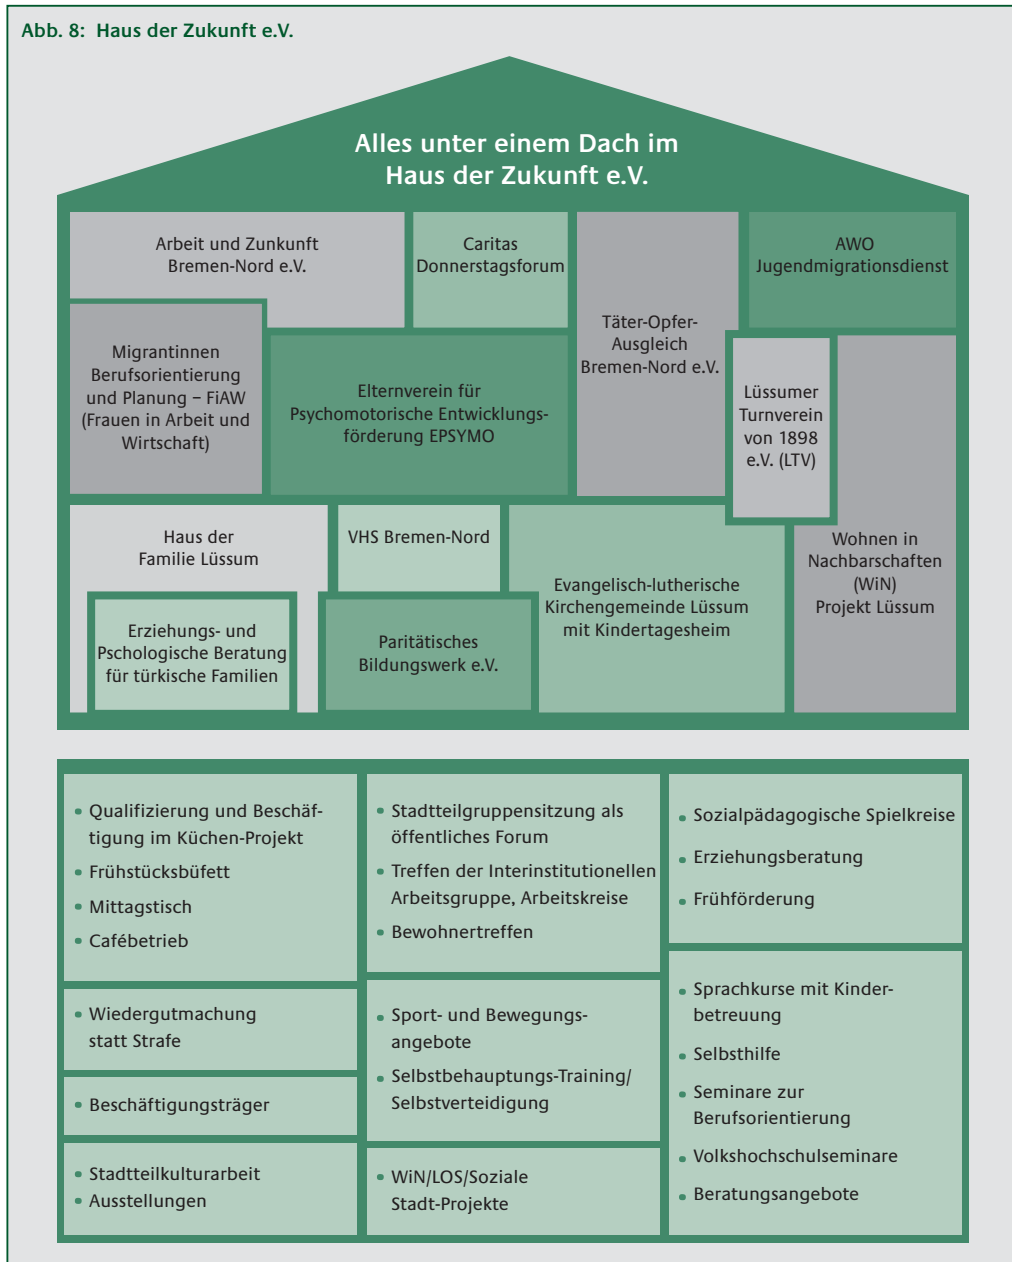 Abb. 8: Haus der Zukunft e.V.
Alles unter einem Dach im
Haus der Zukunft e.V.
Arbeit und Zunkunft
Bremen-Nord e.V.
Caritas
Donnerstagsforum
Täter-Opfer-
Ausgleich
Bremen-Nord e.V.
AWO
Jugendmigrationsdienst
Migrantinnen
Berufsorientierung
und Planung – FiAW
(Frauen in Arbeit und
Wirtschaft)
Elternverein für
Psychomotorische Entwicklungs-
förderung EPSYMO
Lüssumer
Turnverein
von 1898
e.V. (LTV)
Haus der
Familie Lüssum
VHS Bremen-Nord
Evangelisch-lutherische
Kirchengemeinde Lüssum
mit Kindertagesheim
Wohnen in
Nachbarschaften
(WiN)
Projekt Lüssum
Erziehungs- und
Pschologische Beratung
für türkische Familien
Paritätisches
Bildungswerk e.V.
• Qualifizierung und Beschäf-
tigung im Küchen-Projekt
• Frühstücksbüfett
• Mittagstisch
• Cafébetrieb
• Wiedergutmachung
statt Strafe
• Beschäftigungsträger
• Stadtteilkulturarbeit
• Ausstellungen
• Stadtteilgruppensitzung als
öffentliches Forum
• Treffen der Interinstitutionellen
Arbeitsgruppe, Arbeitskreise
• Bewohnertreffen
• Sport- und Bewegungs-
angebote
• Selbstbehauptungs-Training/
Selbstverteidigung
• WiN/LOS/Soziale
Stadt-Projekte
• Sozialpädagogische Spielkreise
• Erziehungsberatung
• Frühförderung
• Sprachkurse mit Kinder-
betreuung
• Selbsthilfe
• Seminare zur
Berufsorientierung
• Volkshochschulseminare
• Beratungsangebote